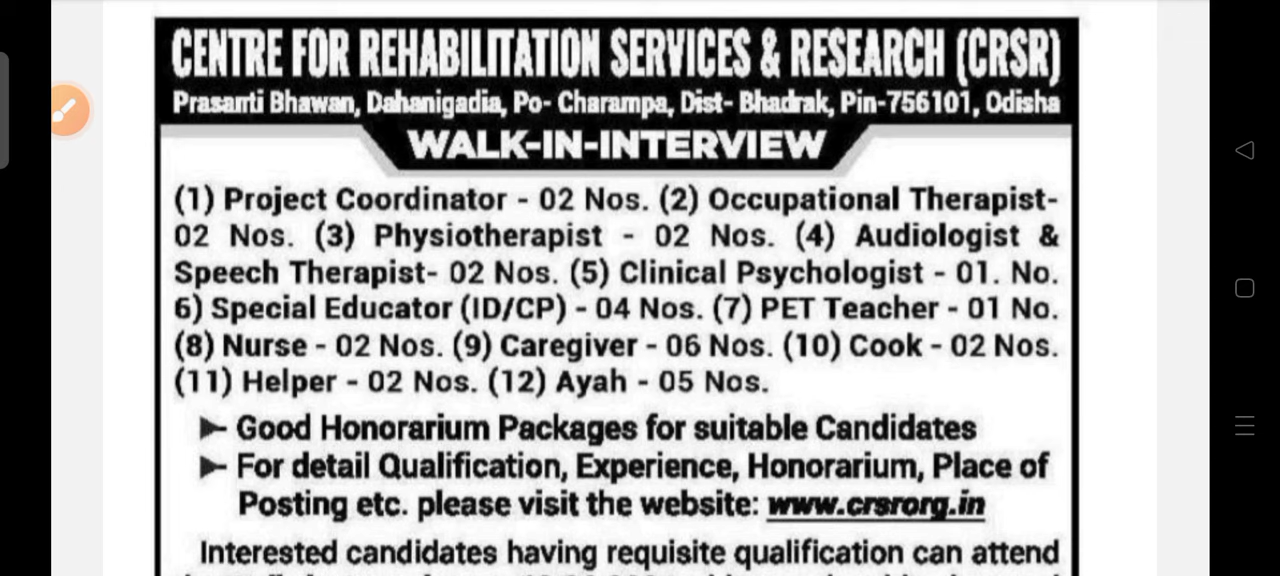 CENTRE FOR REHABILITATION SERVICES & RESEARCH (CRSR)
Prasanti Bhawan, Dahanigadia, Po- Charampa, Dist- Bhadrak, Pin-756101, Odisha
WALK-IN-INTERVIEW
(1) Project Coordinator - 02 Nos. (2) Occupational Therapist-
02 Nos. (3) Physiotherapist - 02 Nos. (4) Audiologist &
Speech Therapist- 02 Nos. (5) Clinical Psychologist - 01. No.
6) Special Educator (ID/CP) - 04 Nos. (7) PET Teacher - 01 No.
(8) Nurse - 02 Nos. (9) Caregiver - 06 Nos. (10) Cook - 02 Nos.
(11) Helper - 02 Nos. (12) Ayah - 05 Nos.
Good Honorarium Packages for suitable Candidates
For detail Qualification, Experience, Honorarium, Place of
Posting etc. please visit the website: www.crsrorg.in
Interested candidates having requisite qualification can attend